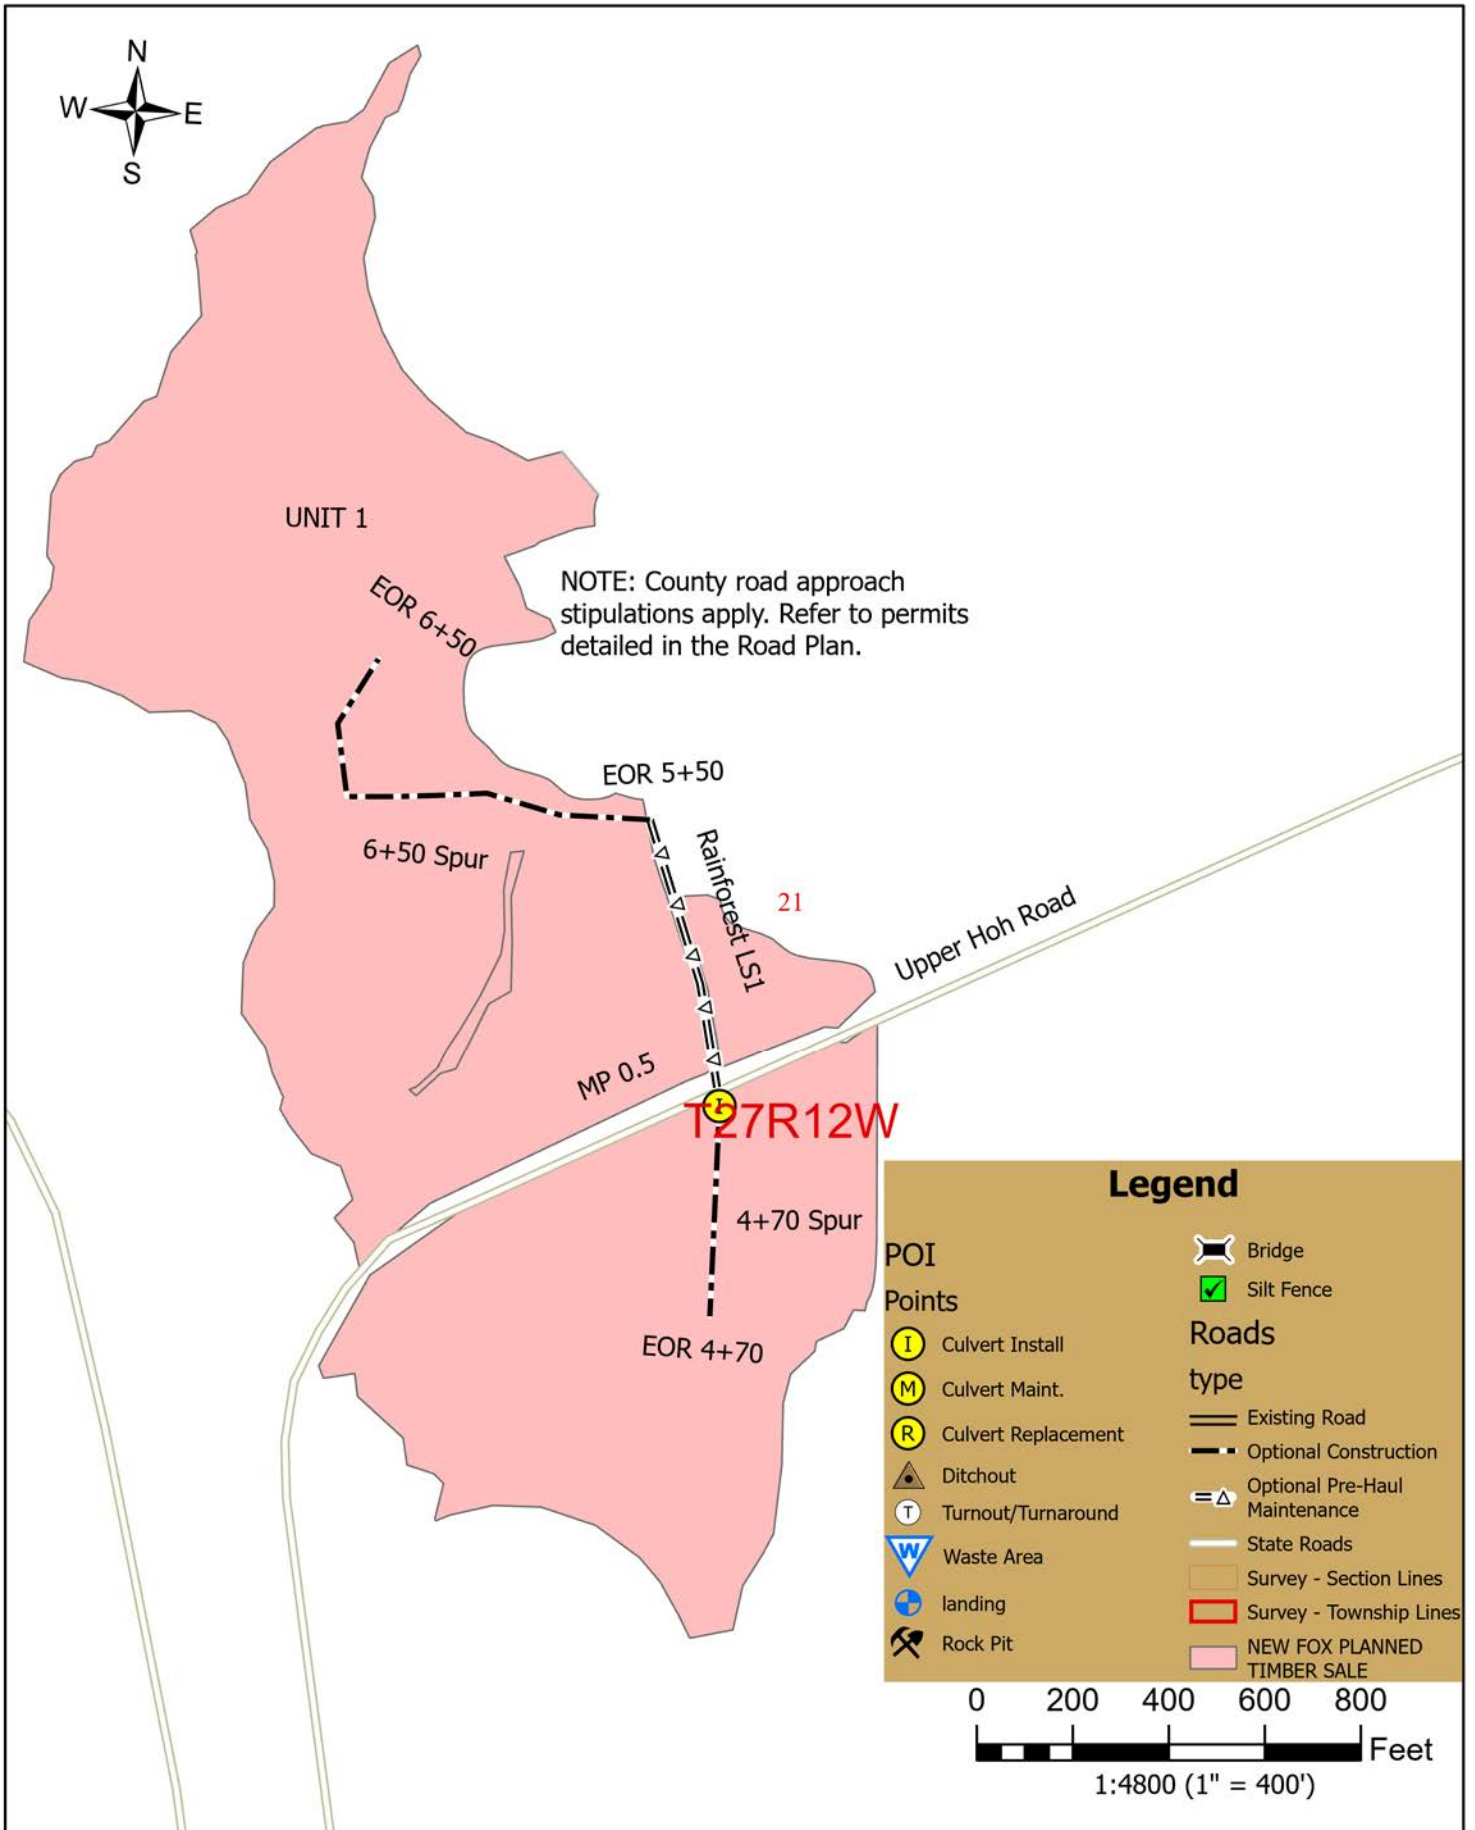 N
W E
S
UNIT 1
EOR 6+50
NOTE: County road approach
stipulations apply. Refer to permits
detailed in the Road Plan.
EOR 5+50
6+50 Spur
Rainforest LS1
21
Upper Hoh Road
MP 0.5
I
T27R12W
4+70 Spur
EOR 4+70
Legend
POI
Points
I Culvert Install
M Culvert Maint.
R Culvert Replacement
Ditchout
T Turnout/Turnaround
W Waste Area
landing
Rock Pit
Bridge
Silt Fence
Roads
type
Existing Road
Optional Construction
Optional Pre-Haul
Maintenance
State Roads
Survey - Section Lines
Survey - Township Lines
NEW FOX PLANNED
TIMBER SALE
0 200 400 600 800
Feet
1:4800 (1" = 400')